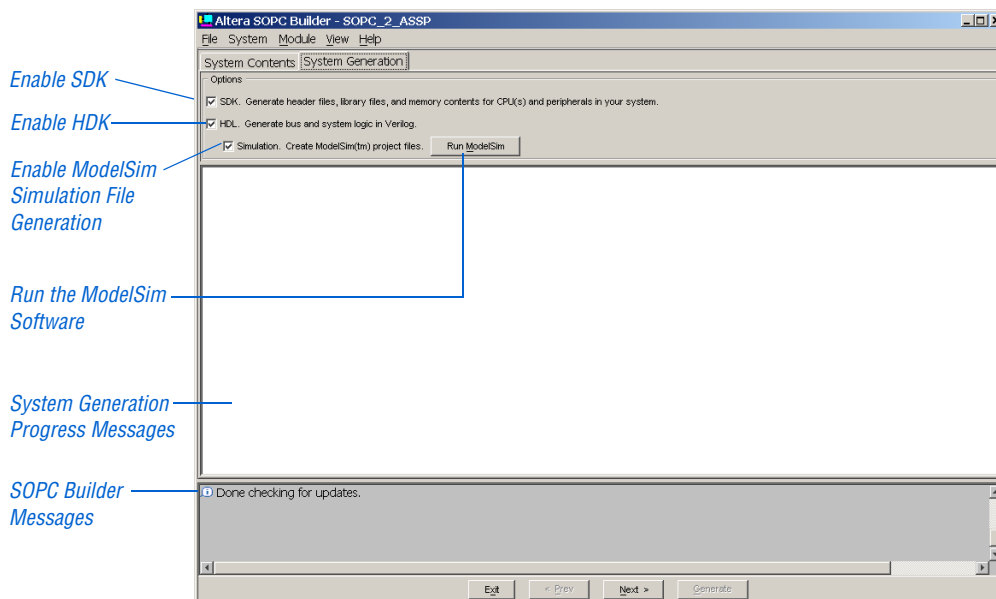 Altera SOPC Builder - SOPC_2_ASSP
File System Module View Help
System Contents System Generation
Options
Enable SDK
SDK. Generate header files, library files, and memory contents for CPU(s) and peripherals in your system.
Enable HDK
HDL. Generate bus and system logic in Verilog.
Simulation. Create ModelSim(tm) project files. Run ModelSim
Enable ModelSim
Simulation File
Generation
Run the ModelSim
Software
System Generation
Progress Messages
SOPC Builder
Messages
Done checking for updates.
Exit < Prev Next > Generate